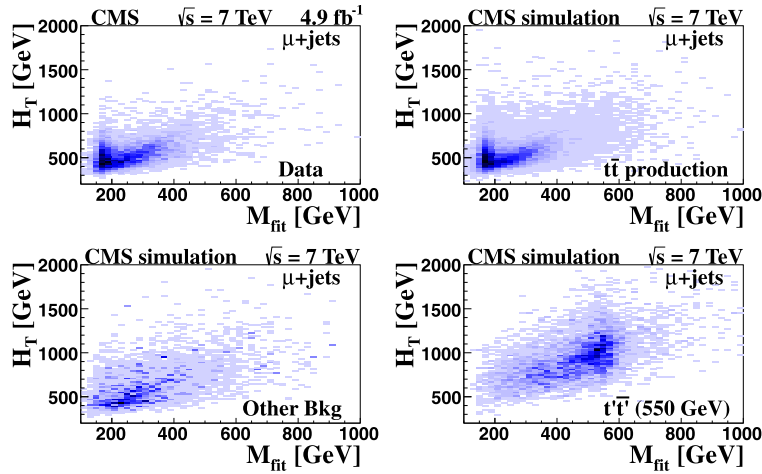 CMS √s = 7 TeV 4.9 fb⁻¹
μ+jets
H_T [GeV]
2000
1500
1000
500
Data
200 400 600 800 1000
M_fit [GeV]
CMS simulation √s = 7 TeV
μ+jets
H_T [GeV]
2000
1500
1000
500
tt̄ production
200 400 600 800 1000
M_fit [GeV]
CMS simulation √s = 7 TeV
μ+jets
H_T [GeV]
2000
1500
1000
500
Other Bkg
200 400 600 800 1000
M_fit [GeV]
CMS simulation √s = 7 TeV
μ+jets
H_T [GeV]
2000
1500
1000
500
t't̄' (550 GeV)
200 400 600 800 1000
M_fit [GeV]